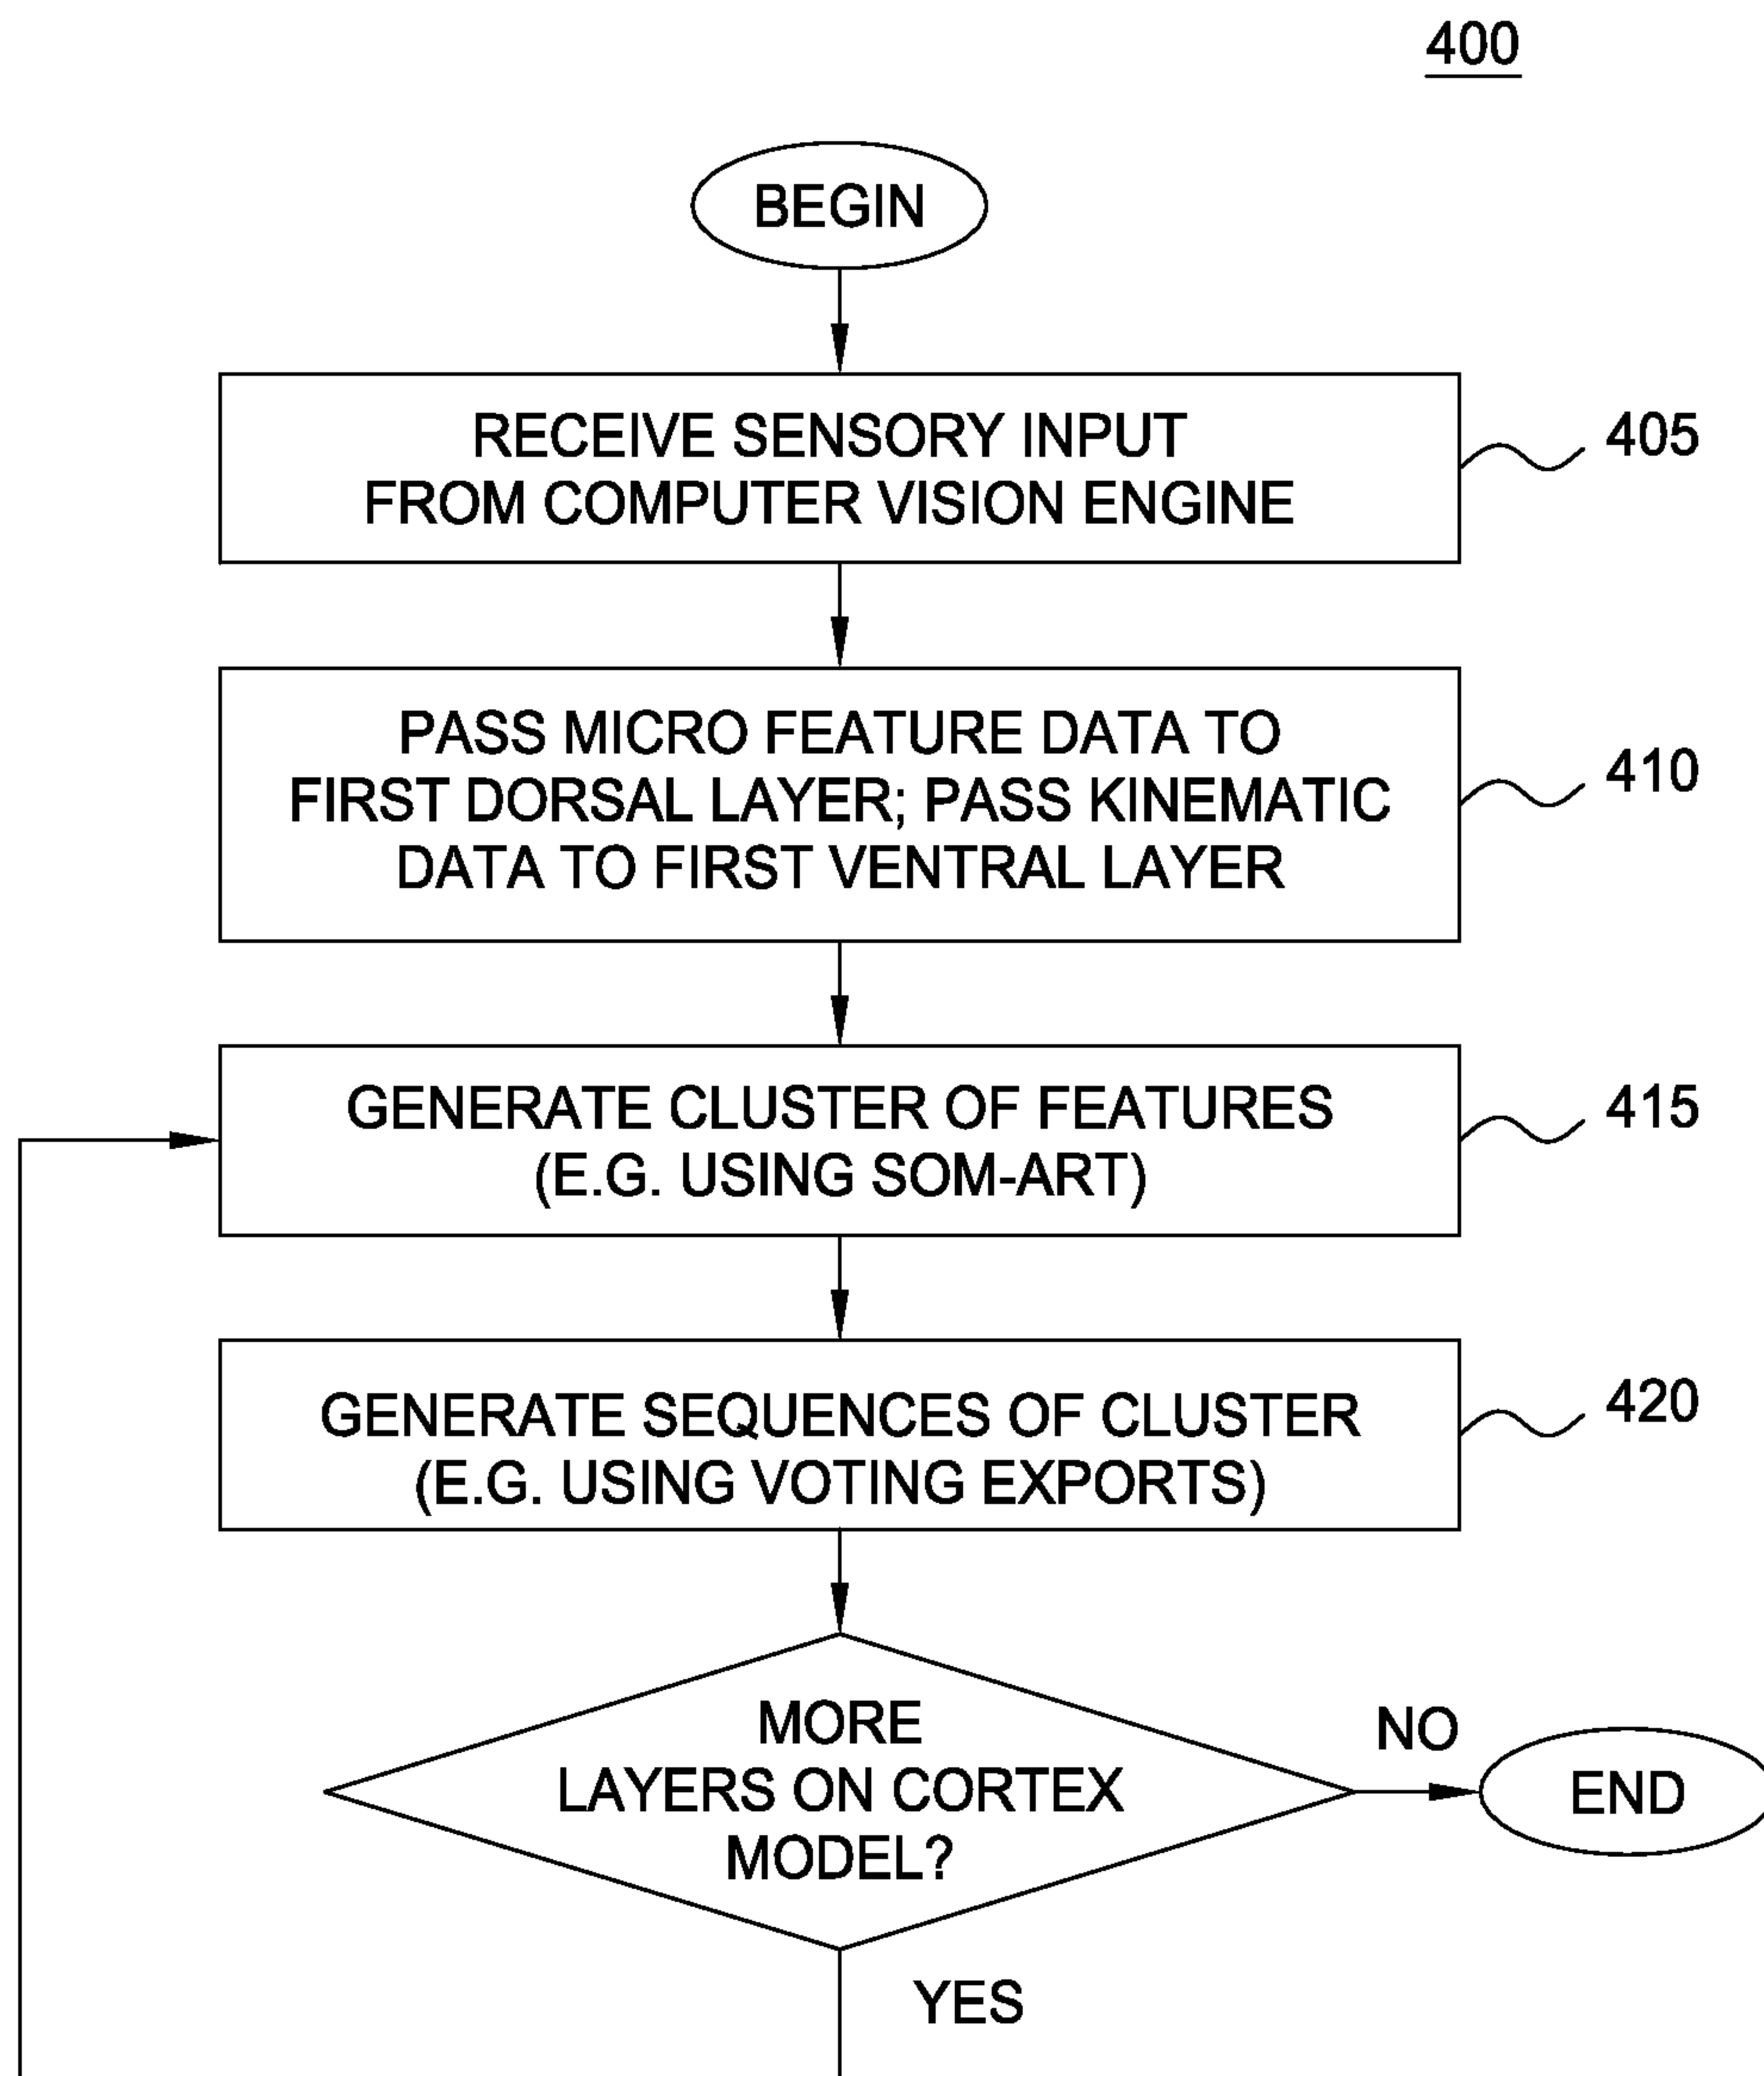 400
BEGIN
RECEIVE SENSORY INPUT
FROM COMPUTER VISION ENGINE
405
PASS MICRO FEATURE DATA TO
FIRST DORSAL LAYER; PASS KINEMATIC
DATA TO FIRST VENTRAL LAYER
410
GENERATE CLUSTER OF FEATURES
(E.G. USING SOM-ART)
415
GENERATE SEQUENCES OF CLUSTER
(E.G. USING VOTING EXPORTS)
420
MORE
LAYERS ON CORTEX
MODEL?
NO
END
YES